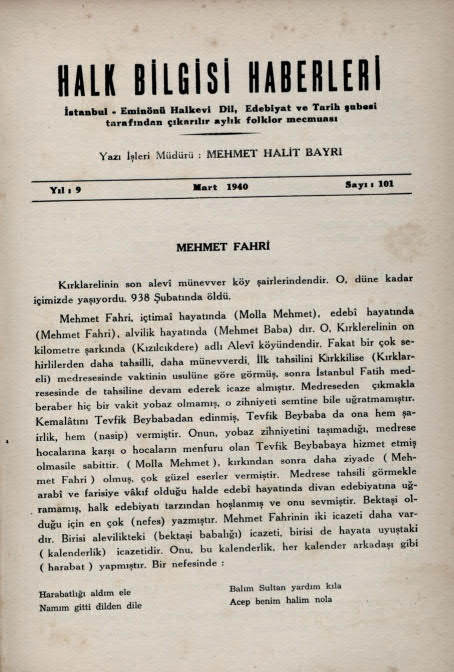 HALK BİLGİSİ HABERLERİ
İstanbul - Eminönü Halkevi Dil, Edebiyat ve Tarih şubesi
tarafından çıkarılır aylık folklor mecmuası
Yazı İşleri Müdürü : MEHMET HALİT BAYRI
Yıl : 9 Mart 1940 Sayı : 101
MEHMET FAHRİ
Kırklarelinin son alevî münevver köy şairlerindendir. O, düne kadar
içimizde yaşıyordu. 938 Şubatında öldü.
Mehmet Fahri, içtimaî hayatında (Molla Mehmet), edebî hayatında
(Mehmet Fahri), alvilik hayatında (Mehmet Baba) dır. O, Kırklerelinin on
kilometre şarkında (Kızılcıkdere) adlı Alevî köyündendir. Fakat bir çok şe-
hirlilerden daha tahsilli, daha münevverdi. İlk tahsilini Kırkkilise (Kırklar-
eli) medresesinde vaktinin usulüne göre görmüş, sonra İstanbul Fatih med-
resesinde de tahsiline devam ederek icaze almıştır. Medreseden çıkmakla
beraber hiç bir vakit yobaz olmamış, o zihniyeti semtine bile uğratmamıştır.
Kemalâtını Tevfik Beybabadan edinmiş, Tevfik Beybaba da ona hem şa-
irlik, hem (nasip) vermiştir. Onun, yobaz zihniyetini taşımadığı, medrese
hocalarına karşı o hocaların menfuru olan Tevfik Beybabaya hizmet etmiş
olmasile sabittir. ( Molla Mehmet ), kırkından sonra daha ziyade ( Meh-
met Fahri ) olmuş, çok güzel eserler vermiştir. Medrese tahsili görmekle
arabî ve farisiye vâkıf olduğu halde edebî hayatında divan edebiyatına uğ-
ramamış, halk edebiyatı tarzından hoşlanmış ve onu sevmiştir. Bektaşi ol-
duğu için en çok (nefes) yazmıştır. Mehmet Fahrinin iki icazeti daha var-
dır. Birisi alevilikteki (bektaşi babalığı) icazeti, birisi de hayata uyuştaki
( kalenderlik) icazetidir. Onu, bu kalenderlik, her kalender arkadaşı gibi
( harabat ) yapmıştır. Bir nefesinde :
Harabatlığı aldım ele
Namım gitti dilden dile
Balım Sultan yardım kıla
Acep benim halim nola